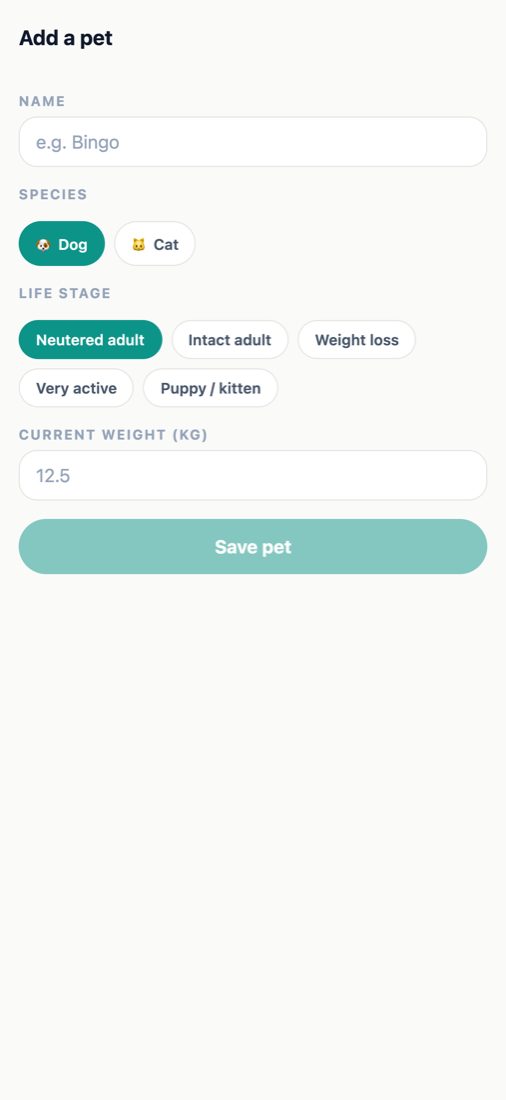 Add a pet
NAME
e.g. Bingo
SPECIES
🐶 Dog 🐱 Cat
LIFE STAGE
Neutered adult Intact adult Weight loss
Very active Puppy / kitten
CURRENT WEIGHT (KG)
12.5
Save pet